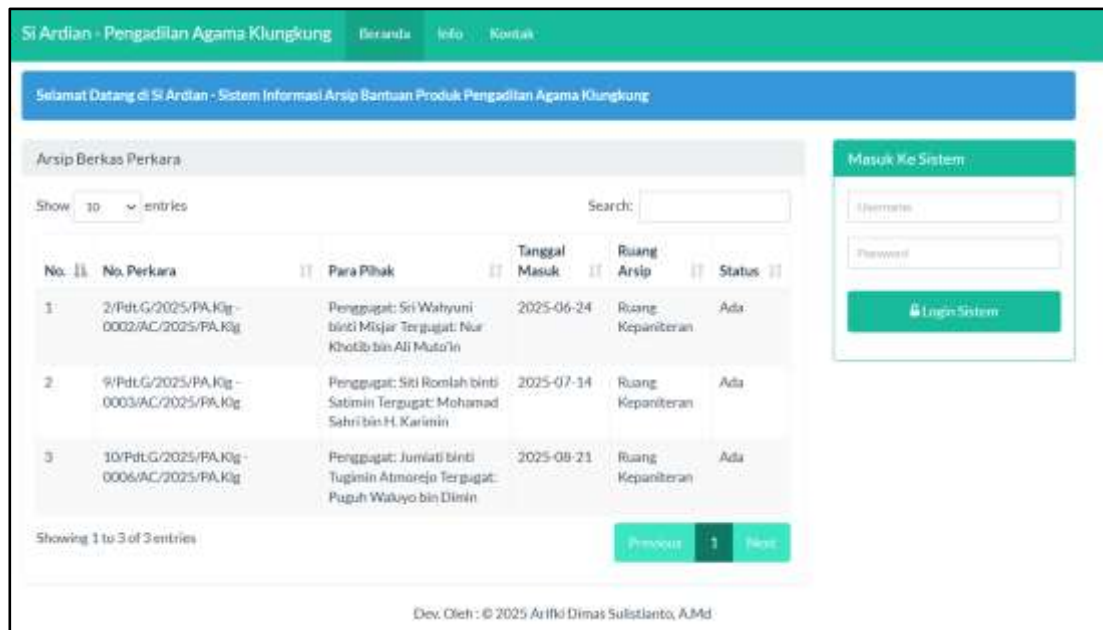 Si Ardian - Pengadilan Agama Klungkung Beranda Info Kontak
Selamat Datang di Si Ardian - Sistem Informasi Arsip Bantuan Produk Pengadilan Agama Klungkung
Arsip Berkas Perkara
Show 10 entries
Search:
No. No. Perkara Para Pihak Tanggal Masuk Ruang Arsip Status
1 2/Pdt.G/2025/PA.Klg - Penggugat: Sri Wahyuni 2025-06-24 Ruang Ada
0002/AC/2025/PA.Klg binti Misjar Tergugat: Nur Kepaniteran
Khotib bin Ali Muto'in
2 9/Pdt.G/2025/PA.Klg - Penggugat: Siti Romlah binti 2025-07-14 Ruang Ada
0003/AC/2025/PA.Klg Satimin Tergugat: Mohamad Kepaniteran
Sahri bin H. Karimin
3 10/Pdt.G/2025/PA.Klg - Penggugat: Jumiati binti 2025-08-21 Ruang Ada
0006/AC/2025/PA.Klg Tugimin Atmorejo Tergugat: Kepaniteran
Puguh Waluyo bin Dimin
Showing 1 to 3 of 3 entries
Previous 1 Next
Masuk Ke Sistem
Username
Password
Login Sistem
Dev. Oleh : © 2025 Arifki Dimas Sulistianto, A.Md